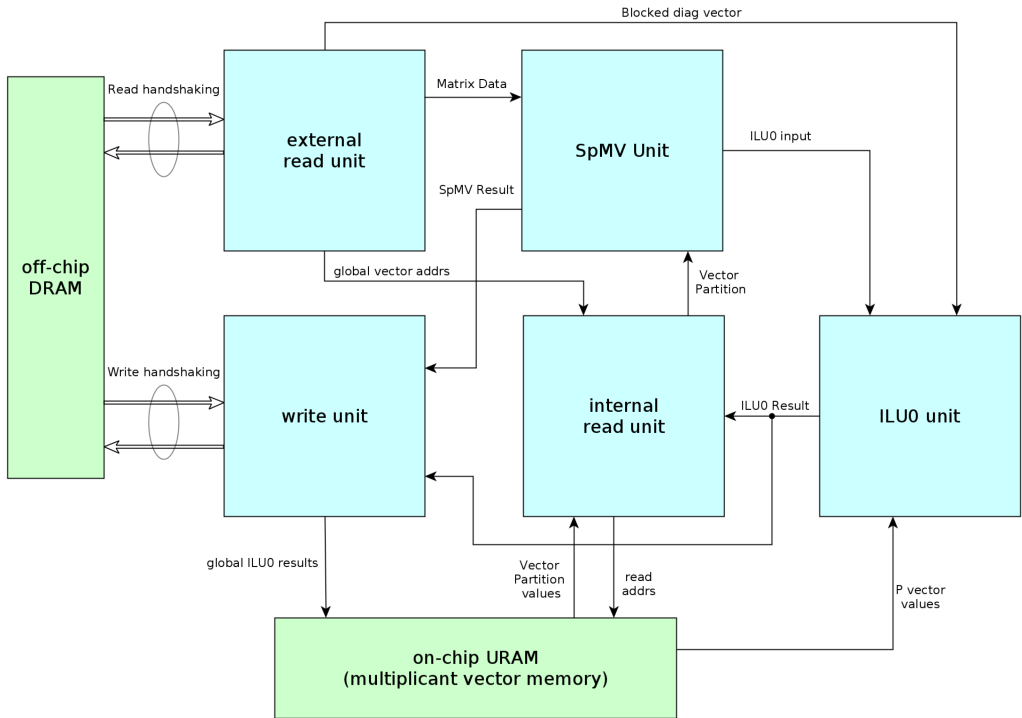 Blocked diag vector
Read handshaking
Matrix Data
external
read unit
SpMV Unit
ILU0 input
SpMV Result
off-chip
DRAM
global vector addrs
Vector
Partition
Write handshaking
write unit
internal
read unit
ILU0 Result
ILU0 unit
global ILU0 results
Vector
Partition
values
read
addrs
P vector
values
on-chip URAM
(multiplicant vector memory)